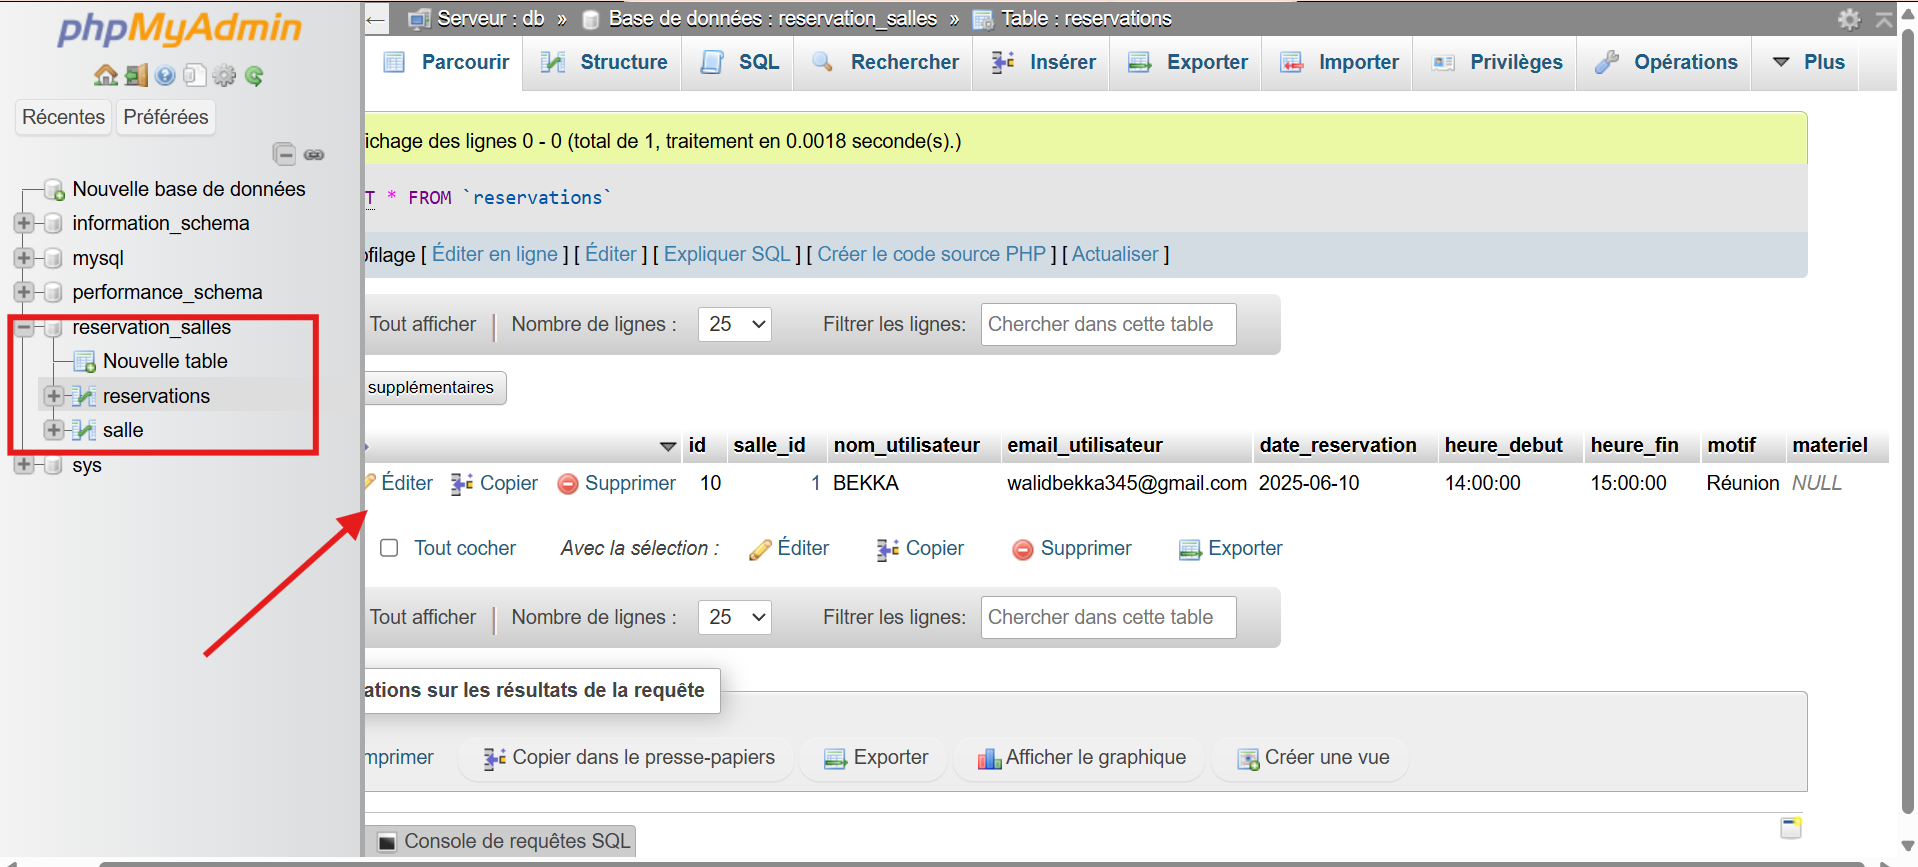 phpMyAdmin
Récentes Préférées
Nouvelle base de données
information_schema
mysql
performance_schema
reservation_salles
Nouvelle table
reservations
salle
sys
Serveur : db » Base de données : reservation_salles » Table : reservations
Parcourir Structure SQL Rechercher Insérer Exporter Importer Privilèges Opérations Plus
ichage des lignes 0 - 0 (total de 1, traitement en 0.0018 seconde(s).)
T * FROM `reservations`
ofilage [ Éditer en ligne ] [ Éditer ] [ Expliquer SQL ] [ Créer le code source PHP ] [ Actualiser ]
Tout afficher Nombre de lignes : 25 Filtrer les lignes: Chercher dans cette table
supplémentaires
id salle_id nom_utilisateur email_utilisateur date_reservation heure_debut heure_fin motif materiel
Éditer Copier Supprimer 10 1 BEKKA walidbekka345@gmail.com 2025-06-10 14:00:00 15:00:00 Réunion NULL
Tout cocher Avec la sélection : Éditer Copier Supprimer Exporter
Tout afficher Nombre de lignes : 25 Filtrer les lignes: Chercher dans cette table
ations sur les résultats de la requête
mprimer Copier dans le presse-papiers Exporter Afficher le graphique Créer une vue
Console de requêtes SQL